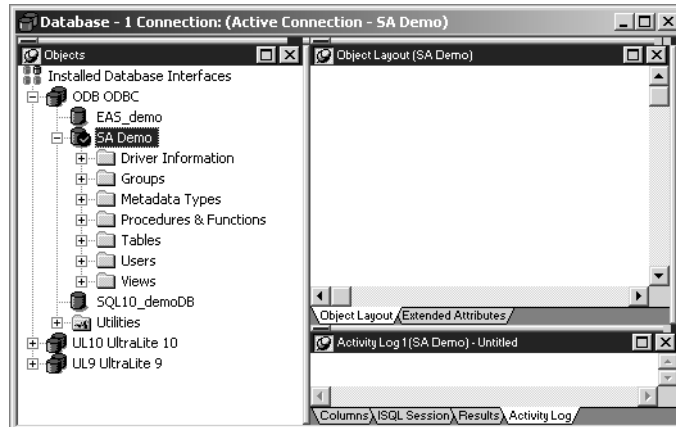 Database - 1 Connection: (Active Connection - SA Demo)
Objects
Installed Database Interfaces
ODB ODBC
EAS_demo
SA Demo
Driver Information
Groups
Metadata Types
Procedures & Functions
Tables
Users
Views
SQL10_demoDB
Utilities
UL10 UltraLite 10
UL9 UltraLite 9
Object Layout (SA Demo)
Object Layout Extended Attributes
Activity Log 1(SA Demo) - Untitled
Columns ISQL Session Results Activity Log